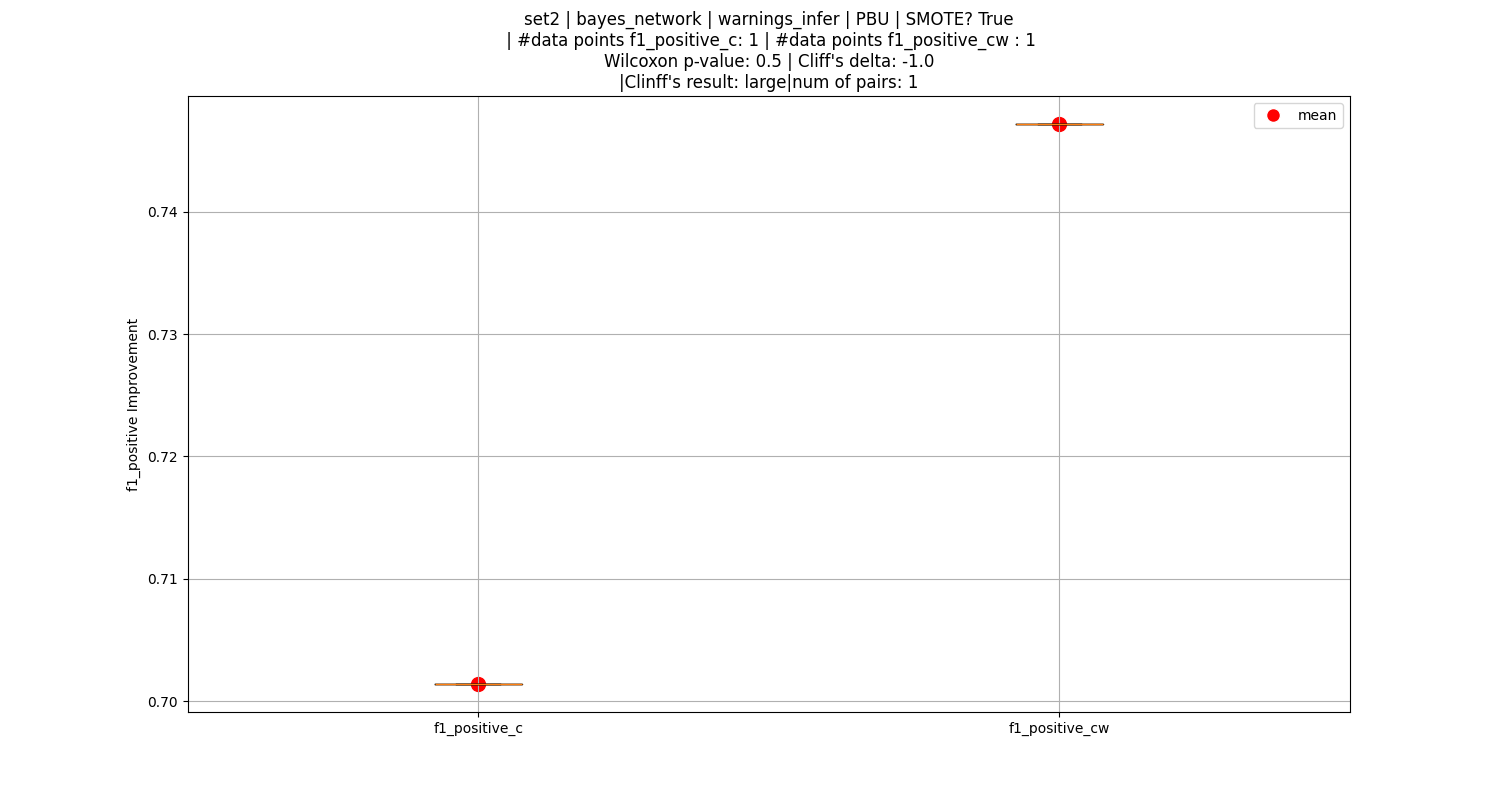 set2 | bayes_network | warnings_infer | PBU | SMOTE? True
| #data points f1_positive_c: 1 | #data points f1_positive_cw : 1
Wilcoxon p-value: 0.5 | Cliff's delta: -1.0
|Clinff's result: large|num of pairs: 1
mean
f1_positive Improvement
0.74
0.73
0.72
0.71
0.70
f1_positive_c
f1_positive_cw